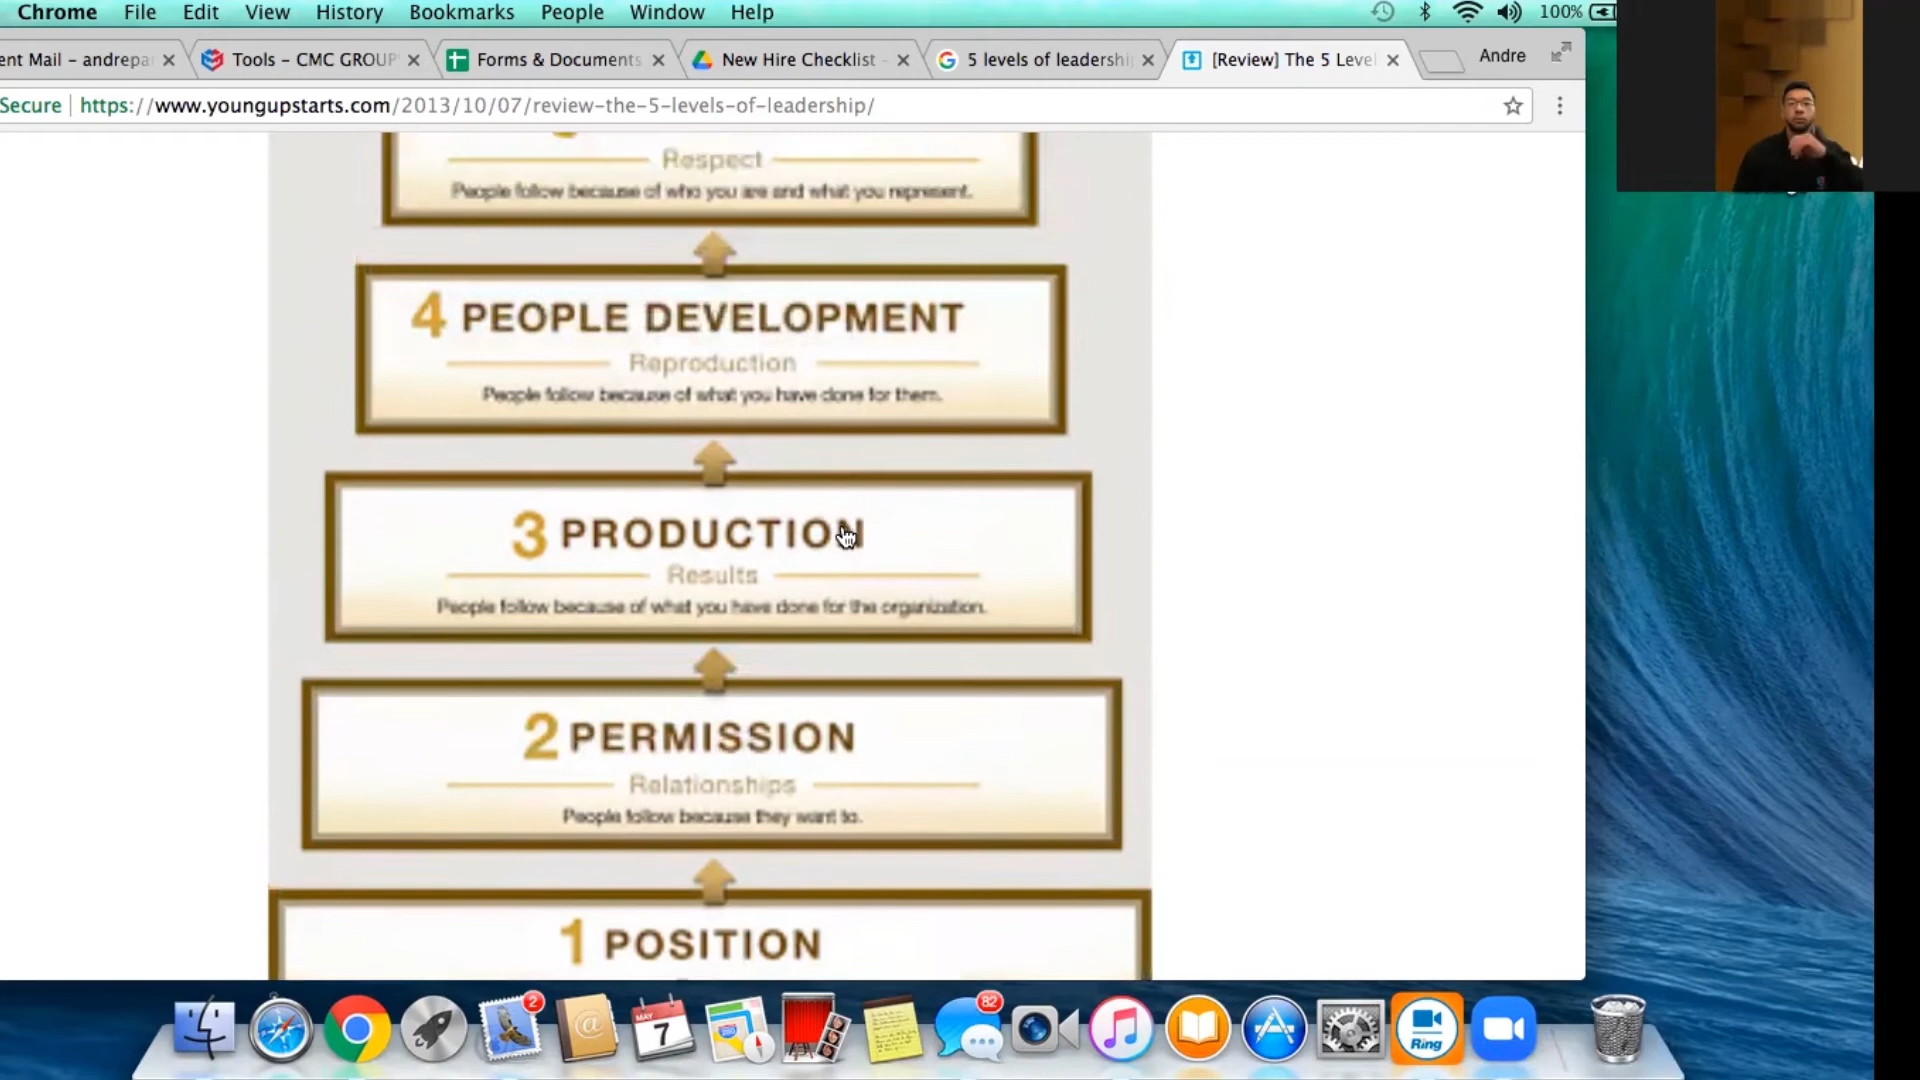 Chrome File Edit View History Bookmarks People Window Help 100%
ent Mail – andrepa Tools – CMC GROUP Forms & Documents New Hire Checklist – 5 levels of leadershi [Review] The 5 Leve Andre
Secure https://www.youngupstarts.com/2013/10/07/review-the-5-levels-of-leadership/
Respect
People follow because of who you are and what you represent.
4 PEOPLE DEVELOPMENT
Reproduction
People follow because of what you have done for them.
3 PRODUCTION
Results
People follow because of what you have done for the organization.
2 PERMISSION
Relationships
People follow because they want to.
1 POSITION
2
MAY
7
82
Ring